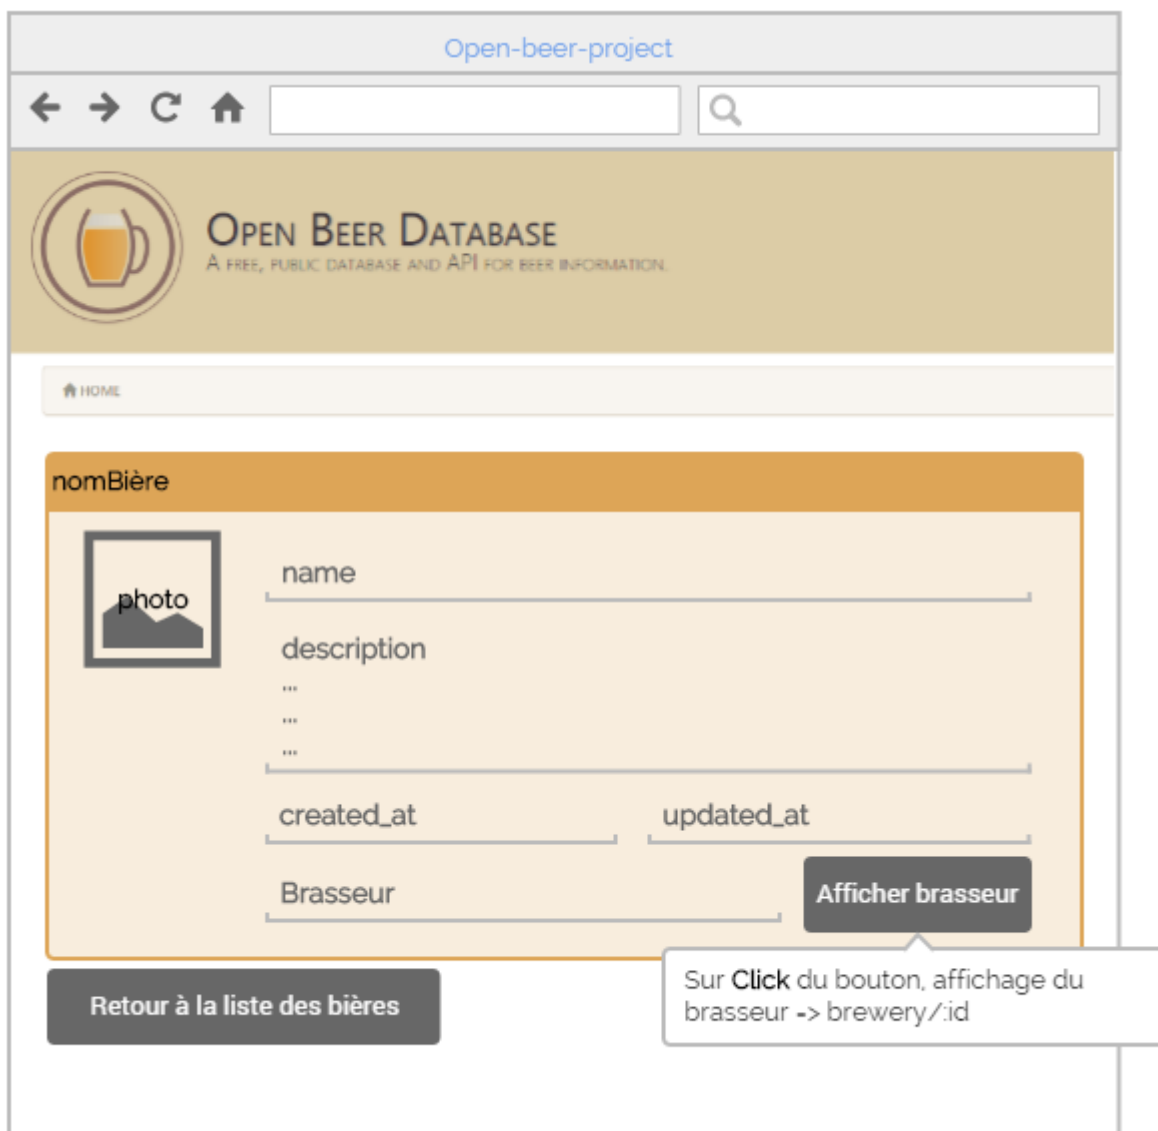 Open-beer-project
OPEN BEER DATABASE
A FREE, PUBLIC DATABASE AND API FOR BEER INFORMATION.
HOME
nomBière
photo
name
description
...
...
...
created_at
updated_at
Brasseur
Afficher brasseur
Sur Click du bouton, affichage du
brasseur => brewery/:id
Retour à la liste des bières